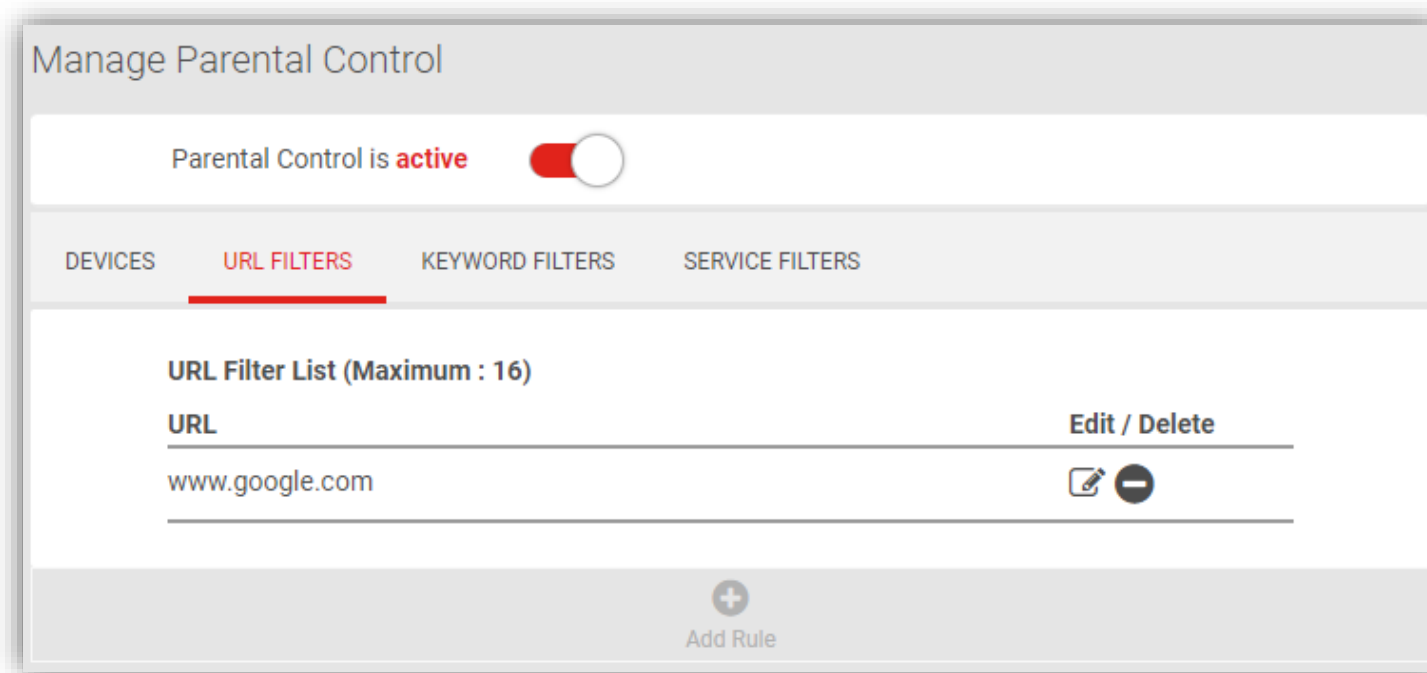 Manage Parental Control
Parental Control is active
DEVICES URL FILTERS KEYWORD FILTERS SERVICE FILTERS
URL Filter List (Maximum : 16)
URL Edit / Delete
www.google.com
Add Rule